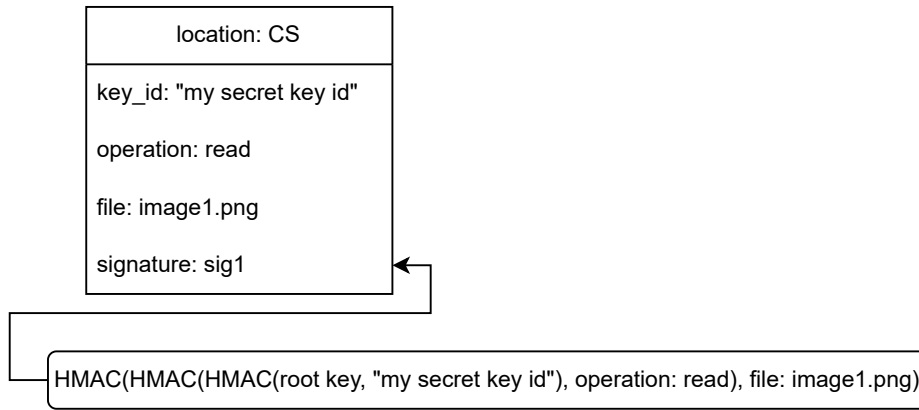 location: CS
key_id: "my secret key id"
operation: read
file: image1.png
signature: sig1
HMAC(HMAC(HMAC(root key, "my secret key id"), operation: read), file: image1.png)